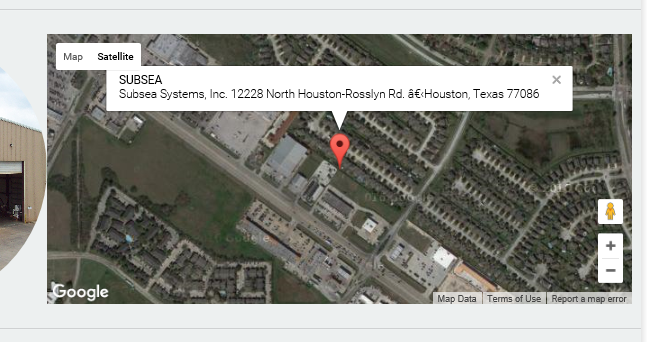 Map Satellite
SUBSEA
Subsea Systems, Inc. 12228 North Houston-Rosslyn Rd. â€‹Houston, Texas 77086
Google
Map Data Terms of Use Report a map error